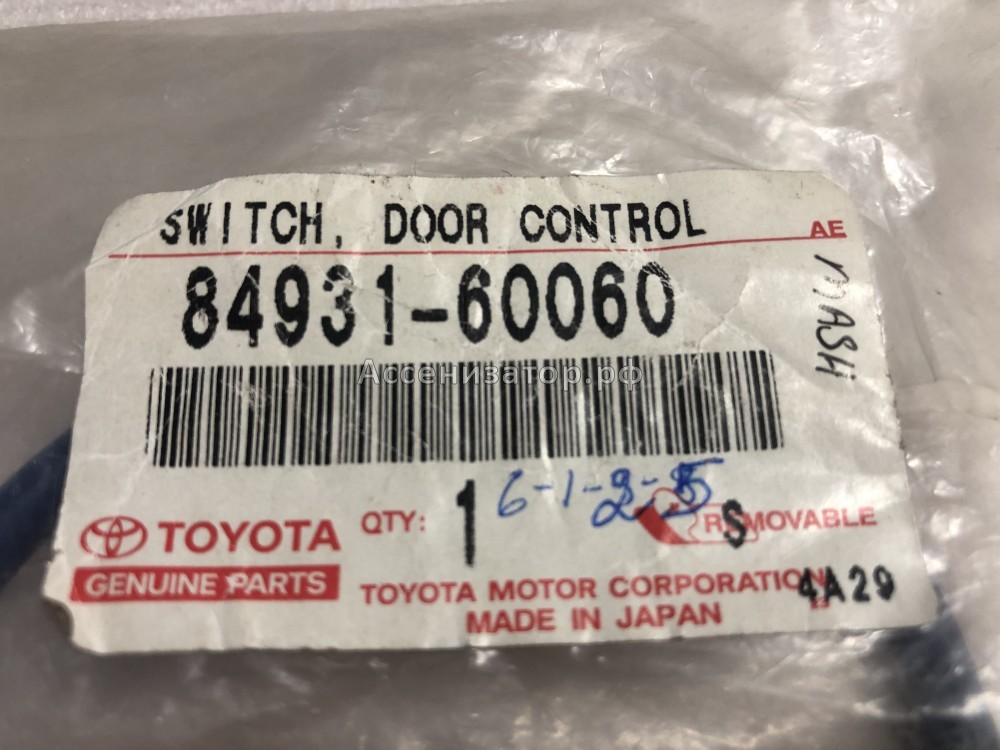 SWITCH, DOOR CONTROL
AE
84931-60060
MASH
Ассенизатор.рф
QTY: 1
6-1-2-5
TOYOTA
REMOVABLE
S
GENUINE PARTS
TOYOTA MOTOR CORPORATION
4A29
MADE IN JAPAN